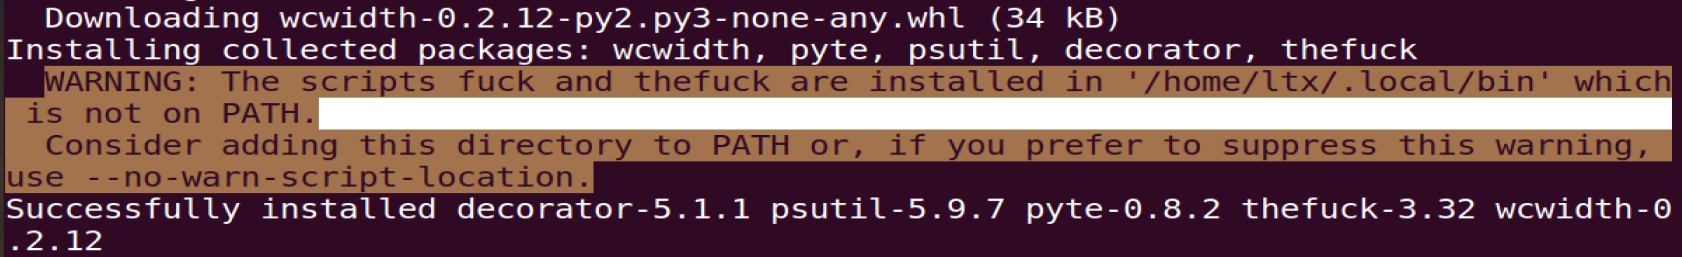 Downloading wcwidth-0.2.12-py2.py3-none-any.whl (34 kB)
Installing collected packages: wcwidth, pyte, psutil, decorator, thefuck
WARNING: The scripts fuck and thefuck are installed in '/home/ltx/.local/bin' which
is not on PATH.
Consider adding this directory to PATH or, if you prefer to suppress this warning,
use --no-warn-script-location.
Successfully installed decorator-5.1.1 psutil-5.9.7 pyte-0.8.2 thefuck-3.32 wcwidth-0
.2.12